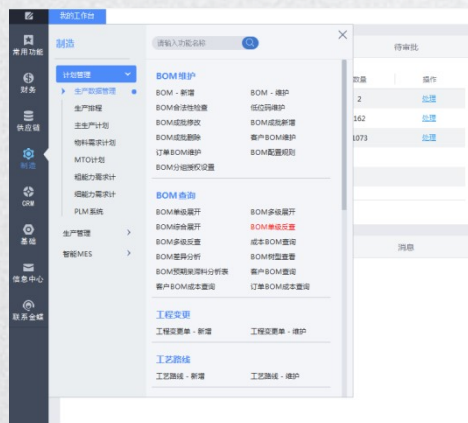 我的工作台
常用功能
财务
供应链
制造
CRM
基础
信息中心
联系金蝶
制造
请输入功能名称
计划管理
生产数据管理
生产排程
主生产计划
物料需求计划
MTO计划
粗能力需求计
细能力需求计
PLM 系统
生产管理
智能MES
BOM 维护
BOM - 新增 BOM - 维护
BOM合法性检查 低位码维护
BOM成批修改 BOM成批新增
BOM成批删除 客户BOM维护
订单BOM维护 BOM配置规则
BOM分组授权设置
BOM 查询
BOM单级展开 BOM多级展开
BOM综合展开 BOM单级反查
BOM多级反查 成本BOM查询
BOM差异分析 BOM树型查看
BOM预期呆滞料分析表 客户BOM查询
客户BOM成本查询 订单BOM成本查询
工程变更
工程变更单 - 新增 工程变更单 - 维护
工艺路线
工艺路线 - 新增 工艺路线 - 维护
待审批
数量 操作
2 处理
162 处理
1073 处理
消息